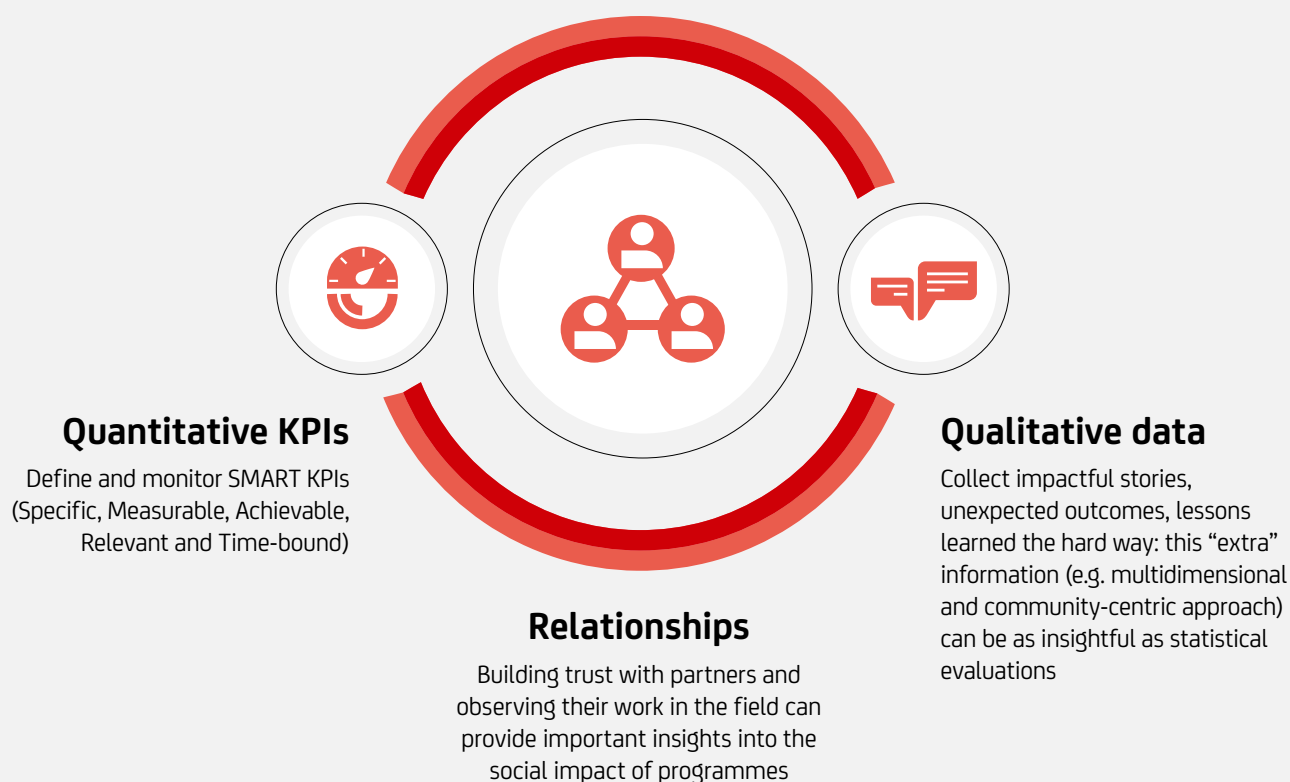 Quantitative KPIs
Define and monitor SMART KPIs
(Specific, Measurable, Achievable,
Relevant and Time-bound)
Relationships
Building trust with partners and
observing their work in the field can
provide important insights into the
social impact of programmes
Qualitative data
Collect impactful stories,
unexpected outcomes, lessons
learned the hard way: this “extra”
information (e.g. multidimensional
and community-centric approach)
can be as insightful as statistical
evaluations